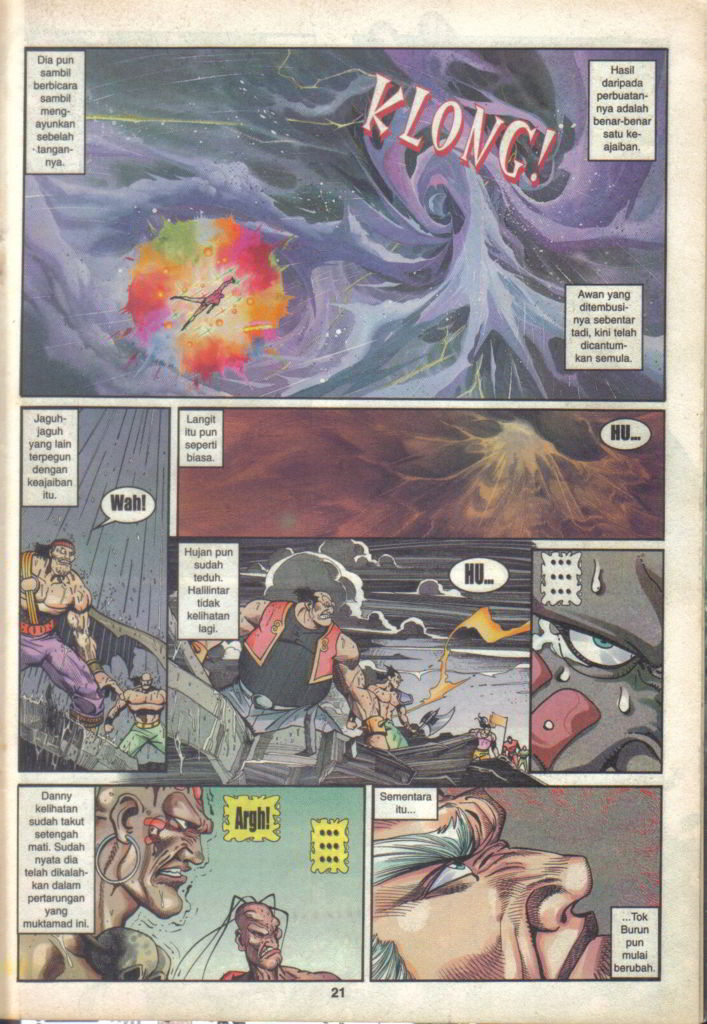 Dia pun
sambil
berbicara
sambil
meng-
ayunkan
sebelah
tangan-
nya.
KLONG!
Hasil
daripada
perbuatan-
nya adalah
benar-benar
satu ke-
ajaiban.
Awan yang
ditembusi-
nya sebentar
tadi, kini telah
dicantum-
kan semula.
Jaguh-
jaguh
yang lain
terpegun
dengan
keajaiban
itu.
Wah!
Langit
itu pun
seperti
biasa.
HU...
Hujan pun
sudah
teduh.
Halilintar
tidak
kelihatan
lagi.
HU...
Danny
kelihatan
sudah takut
setengah
mati. Sudah
nyata dia
telah dikalah-
kan dalam
pertarungan
yang
muktamad ini.
Argh!
Sementara
itu...
...Tok
Burun
pun
mulai
berubah.
21